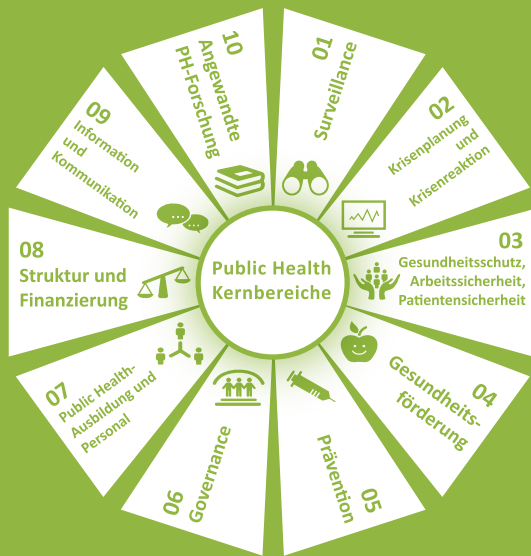 Public Health
Kernbereiche
01
Surveillance
02
Krisenplanung
und
Krisenreaktion
03
Gesundheitsschutz,
Arbeitssicherheit,
Patientensicherheit
04
Gesundheits-
förderung
05
Prävention
06
Governance
07
Public Health-
Ausbildung und
Personal
08
Struktur und
Finanzierung
09
Information
und
Kommunikation
10
Angewandte
PH-Forschung